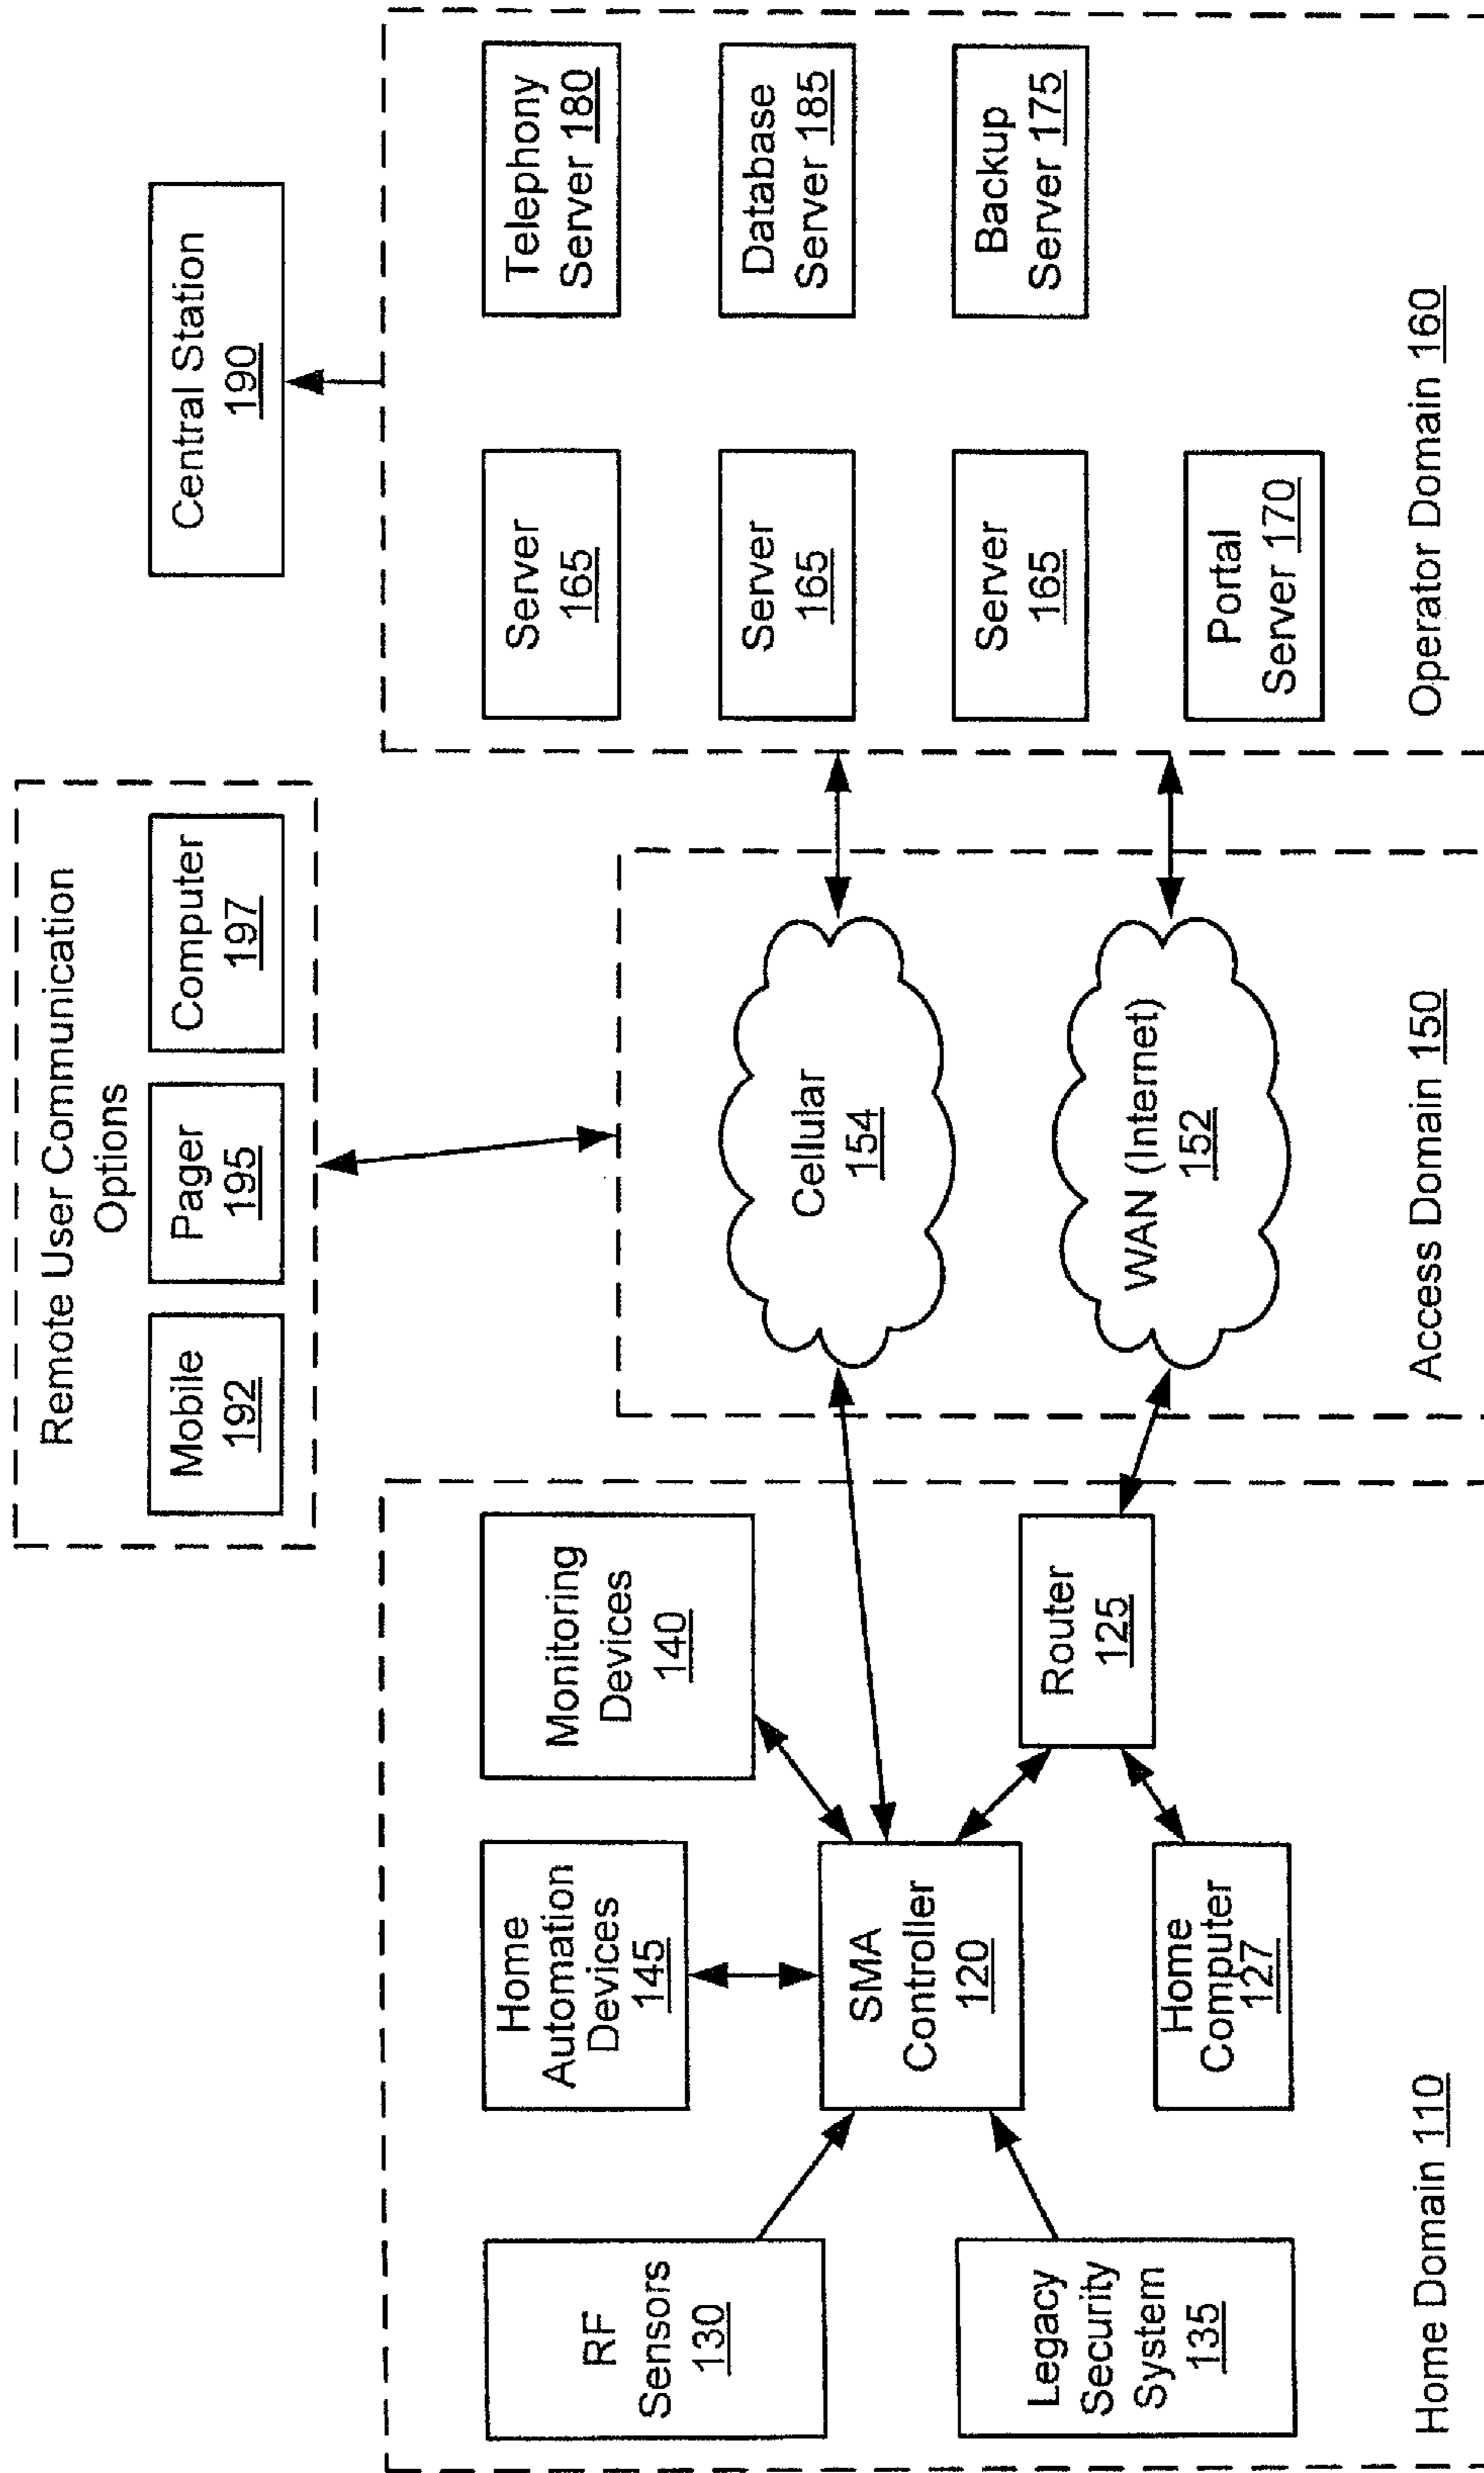 Remote User Communication
Options
Mobile
192
Pager
195
Computer
197
Central Station
190
RF
Sensors
130
Legacy
Security
System
135
Home
Automation
Devices
145
Monitoring
Devices
140
SMA
Controller
120
Router
125
Home
Computer
127
Home Domain 110
Cellular
154
WAN (Internet)
152
Access Domain 150
Server
165
Server
165
Server
165
Portal
Server 170
Telephony
Server 180
Database
Server 185
Backup
Server 175
Operator Domain 160